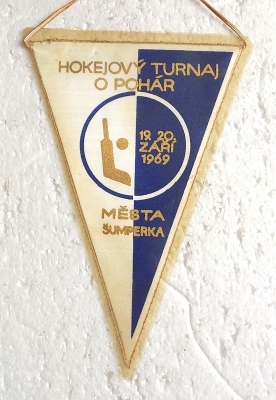 HOKEJOVÝ TURNAJ
O POHÁR
19. 20.
ZÁŘÍ
1969
MĚSTA
ŠUMPERKA